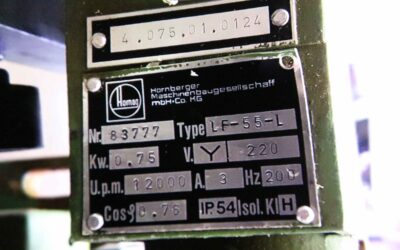 4.075.01.0124
Homag
Hornberger
Maschinenbaugesellschaft
mbH+Co. KG
Nr. 83777 Type LF-55-L
Kw. 0.75 V. Y 220
U.p.m. 12000 A. 3 Hz 200
Cosφ 0.76 IP54 Isol. Kl H